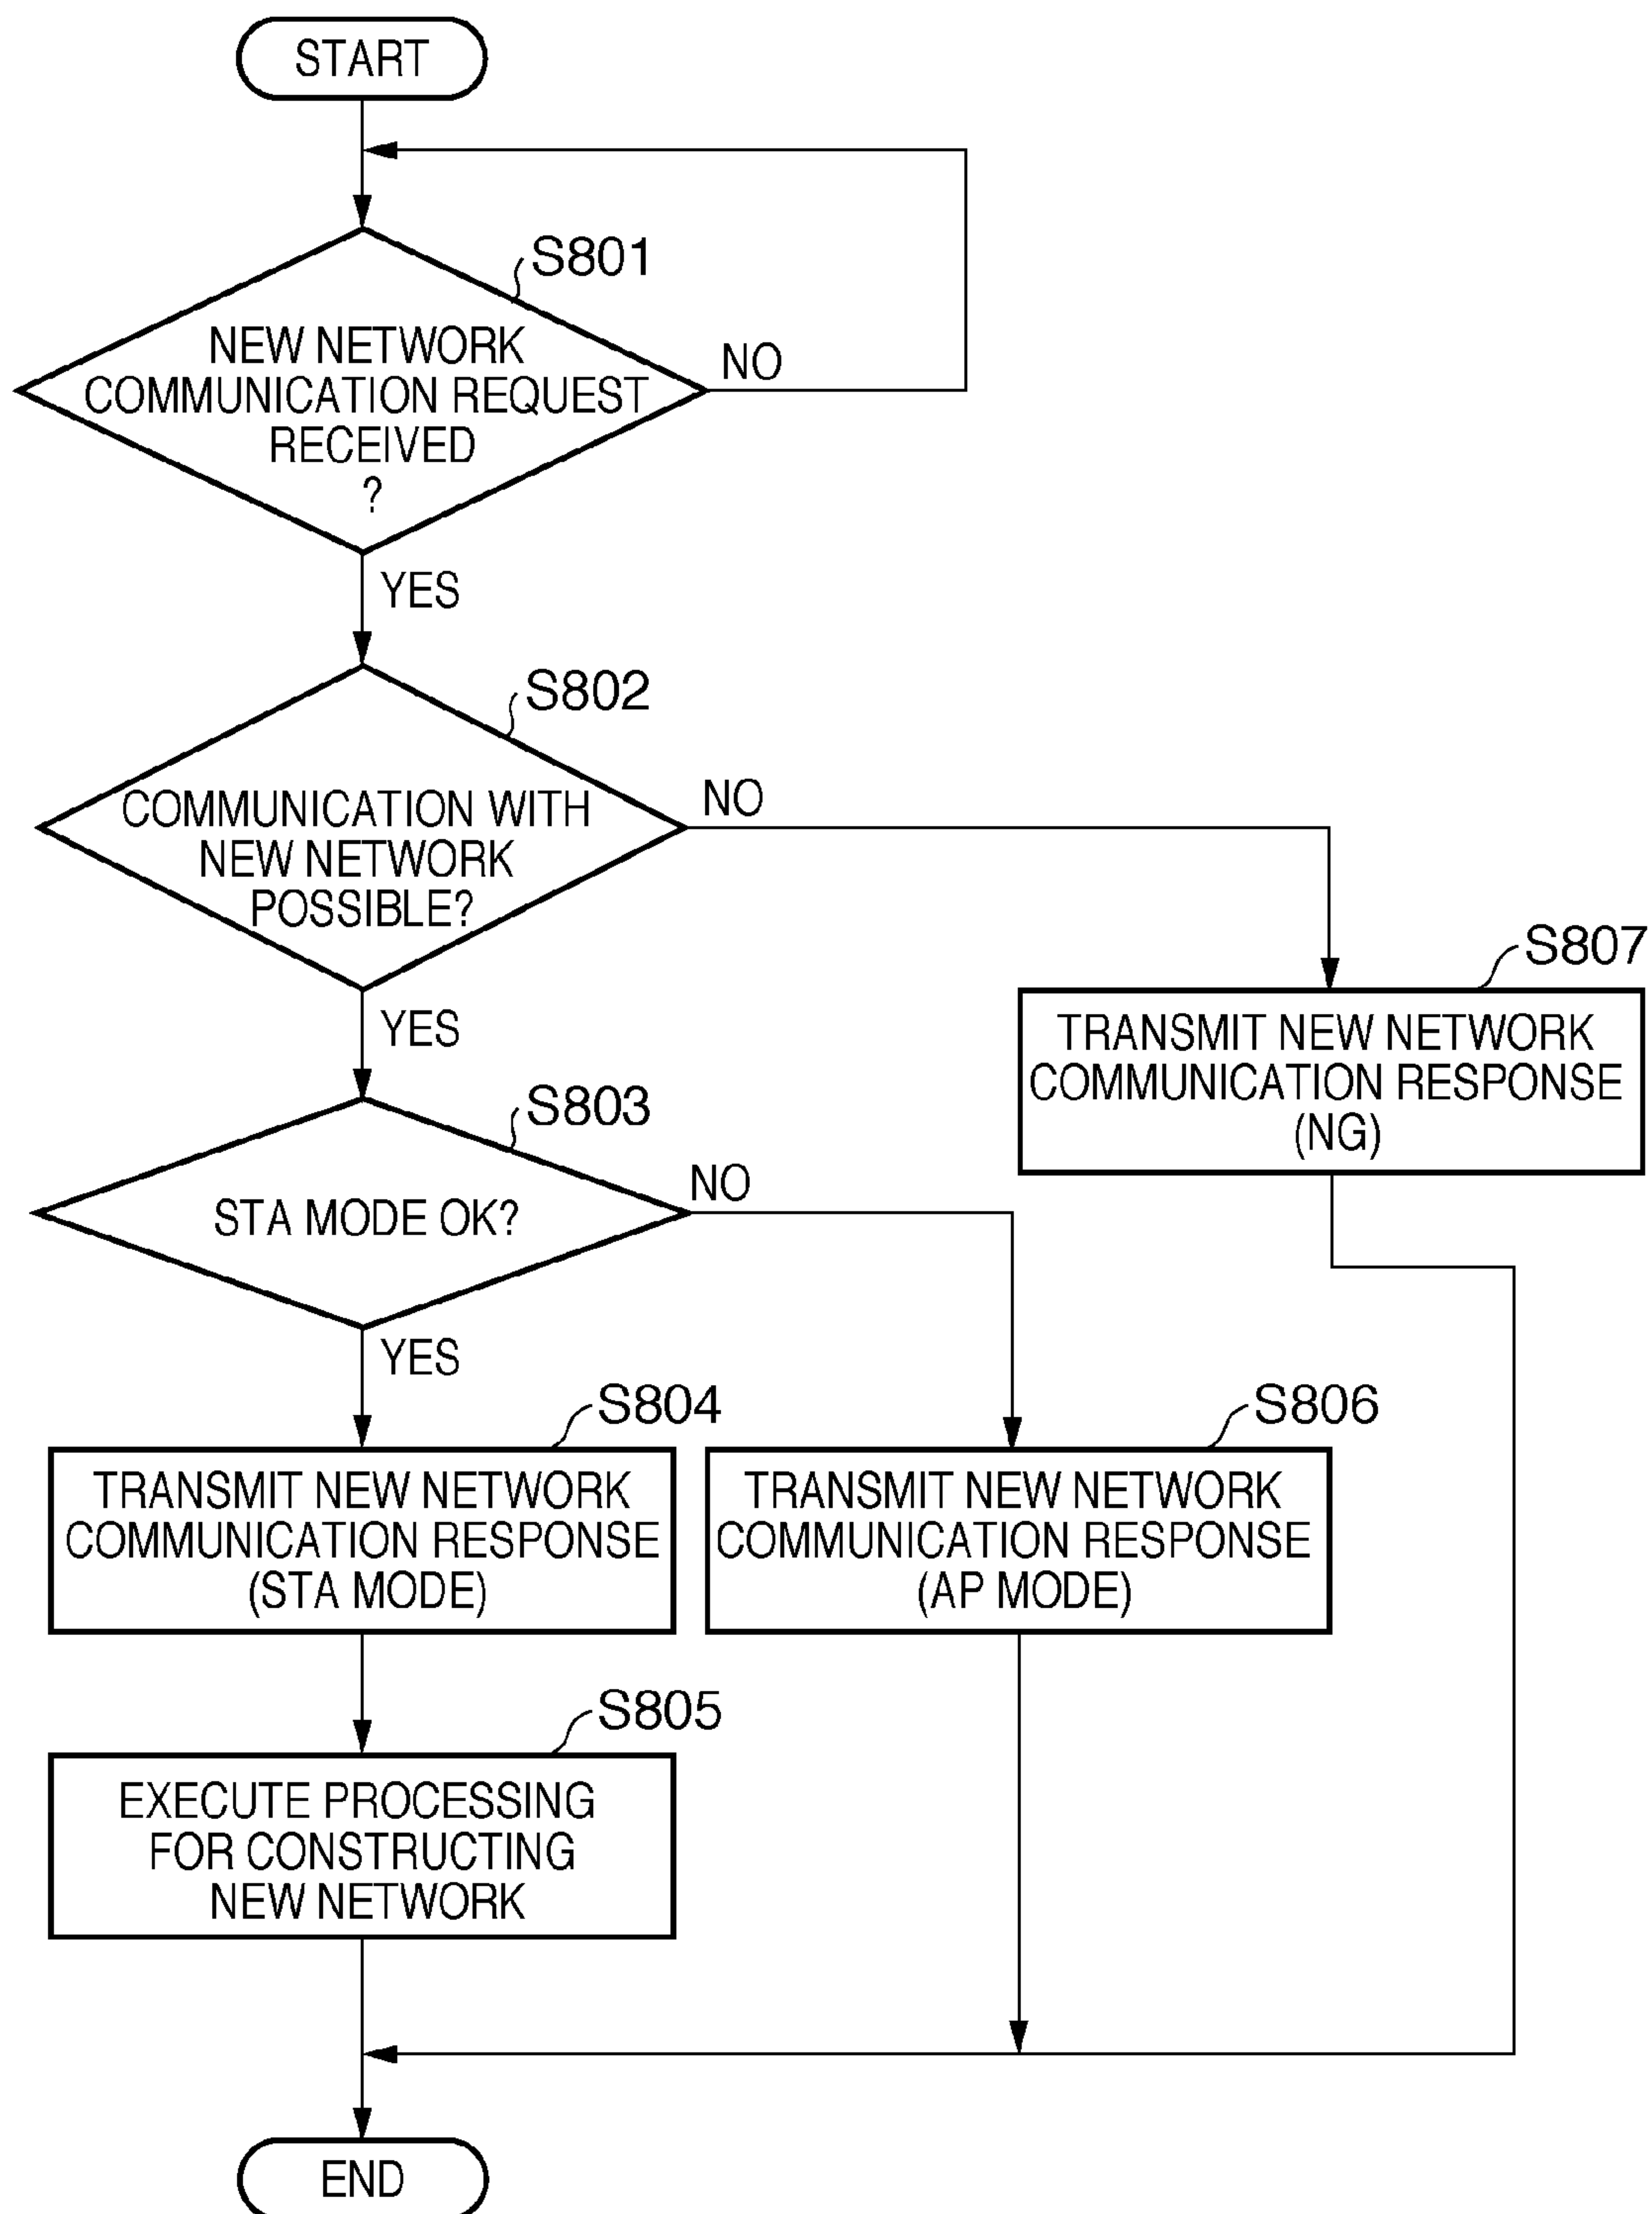 START
S801
NEW NETWORK
COMMUNICATION REQUEST
RECEIVED
?
NO
YES
S802
COMMUNICATION WITH
NEW NETWORK
POSSIBLE?
NO
YES
S807
TRANSMIT NEW NETWORK
COMMUNICATION RESPONSE
(NG)
S803
STA MODE OK?
NO
YES
S804
TRANSMIT NEW NETWORK
COMMUNICATION RESPONSE
(STA MODE)
S806
TRANSMIT NEW NETWORK
COMMUNICATION RESPONSE
(AP MODE)
S805
EXECUTE PROCESSING
FOR CONSTRUCTING
NEW NETWORK
END